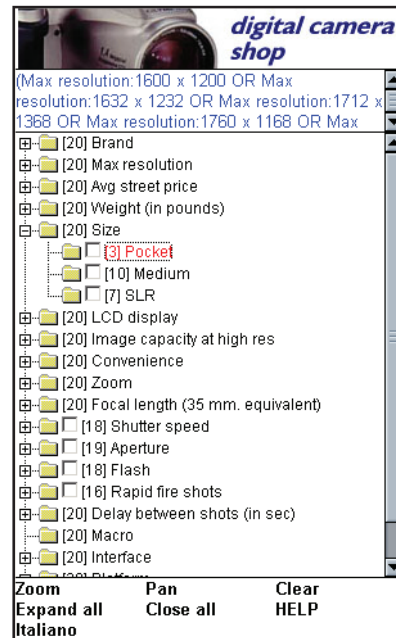 digital camera
shop
(Max resolution:1600 x 1200 OR Max
resolution:1632 x 1232 OR Max resolution:1712 x
1368 OR Max resolution:1760 x 1168 OR Max
[20] Brand
[20] Max resolution
[20] Avg street price
[20] Weight (in pounds)
[20] Size
[3] Pocket
[10] Medium
[7] SLR
[20] LCD display
[20] Image capacity at high res
[20] Convenience
[20] Zoom
[20] Focal length (35 mm. equivalent)
[18] Shutter speed
[19] Aperture
[18] Flash
[16] Rapid fire shots
[20] Delay between shots (in sec)
[20] Macro
[20] Interface
Zoom Pan Clear
Expand all Close all HELP
Italiano